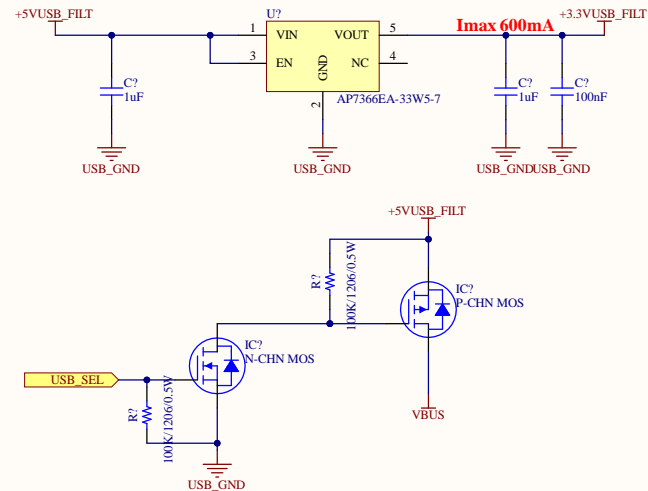 +5VUSB_FILT
U?
Imax 600mA
+3.3VUSB_FILT
1
VIN
VOUT
5
3
EN
NC
4
GND
2
C?
1uF
AP7366EA-33W5-7
C?
1uF
C?
100nF
USB_GND
USB_GND
USB_GND
USB_GND
+5VUSB_FILT
R?
100K/1206/0.5W
IC?
P-CHN MOS
IC?
N-CHN MOS
USB_SEL
R?
100K/1206/0.5W
VBUS
USB_GND